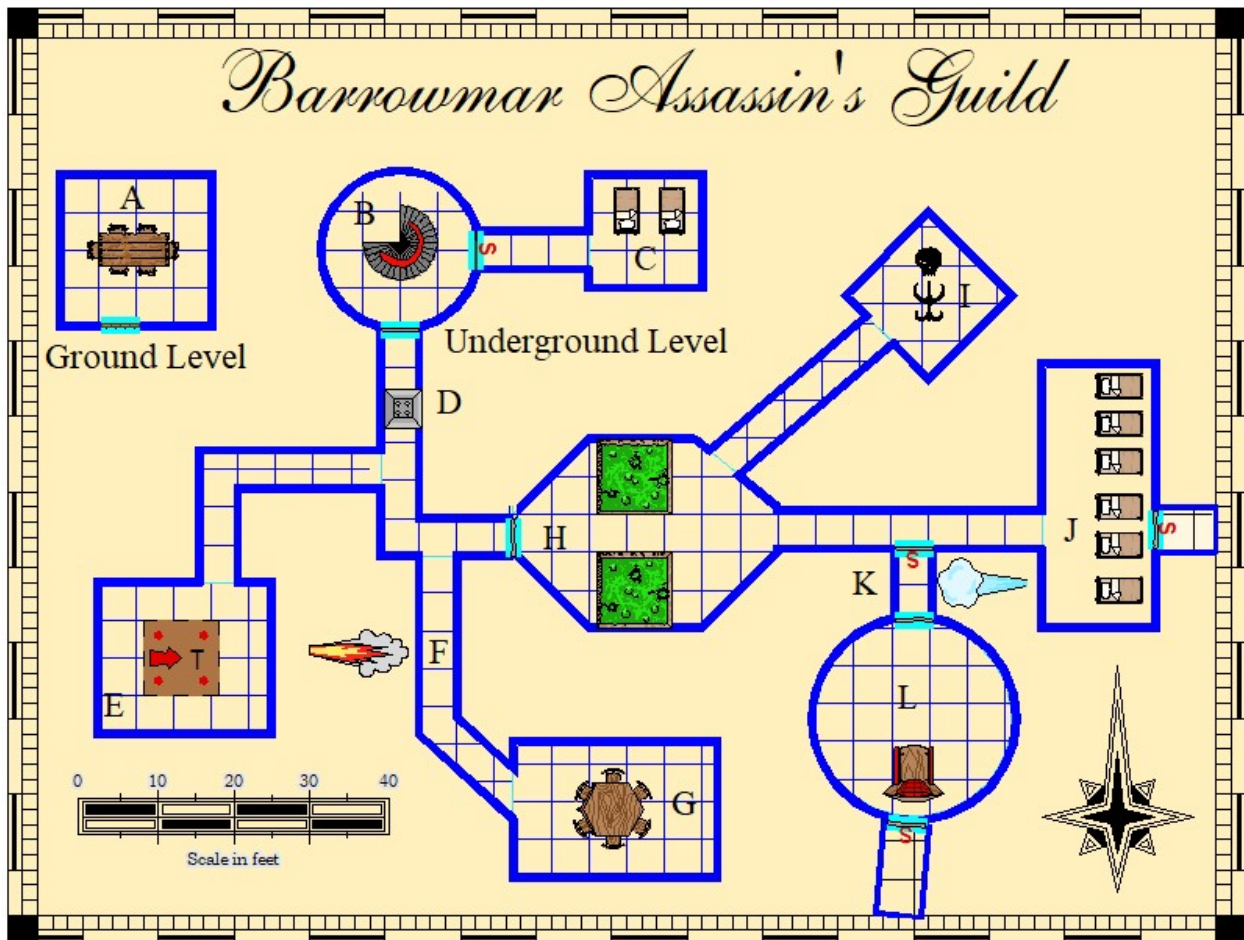 Barrowmar Assassin's Guild
A
B
S
C
I
Ground Level
Underground Level
D
H
J
S
S
K
F
T
E
L
G
0 10 20 30 40
S
Scale in feet